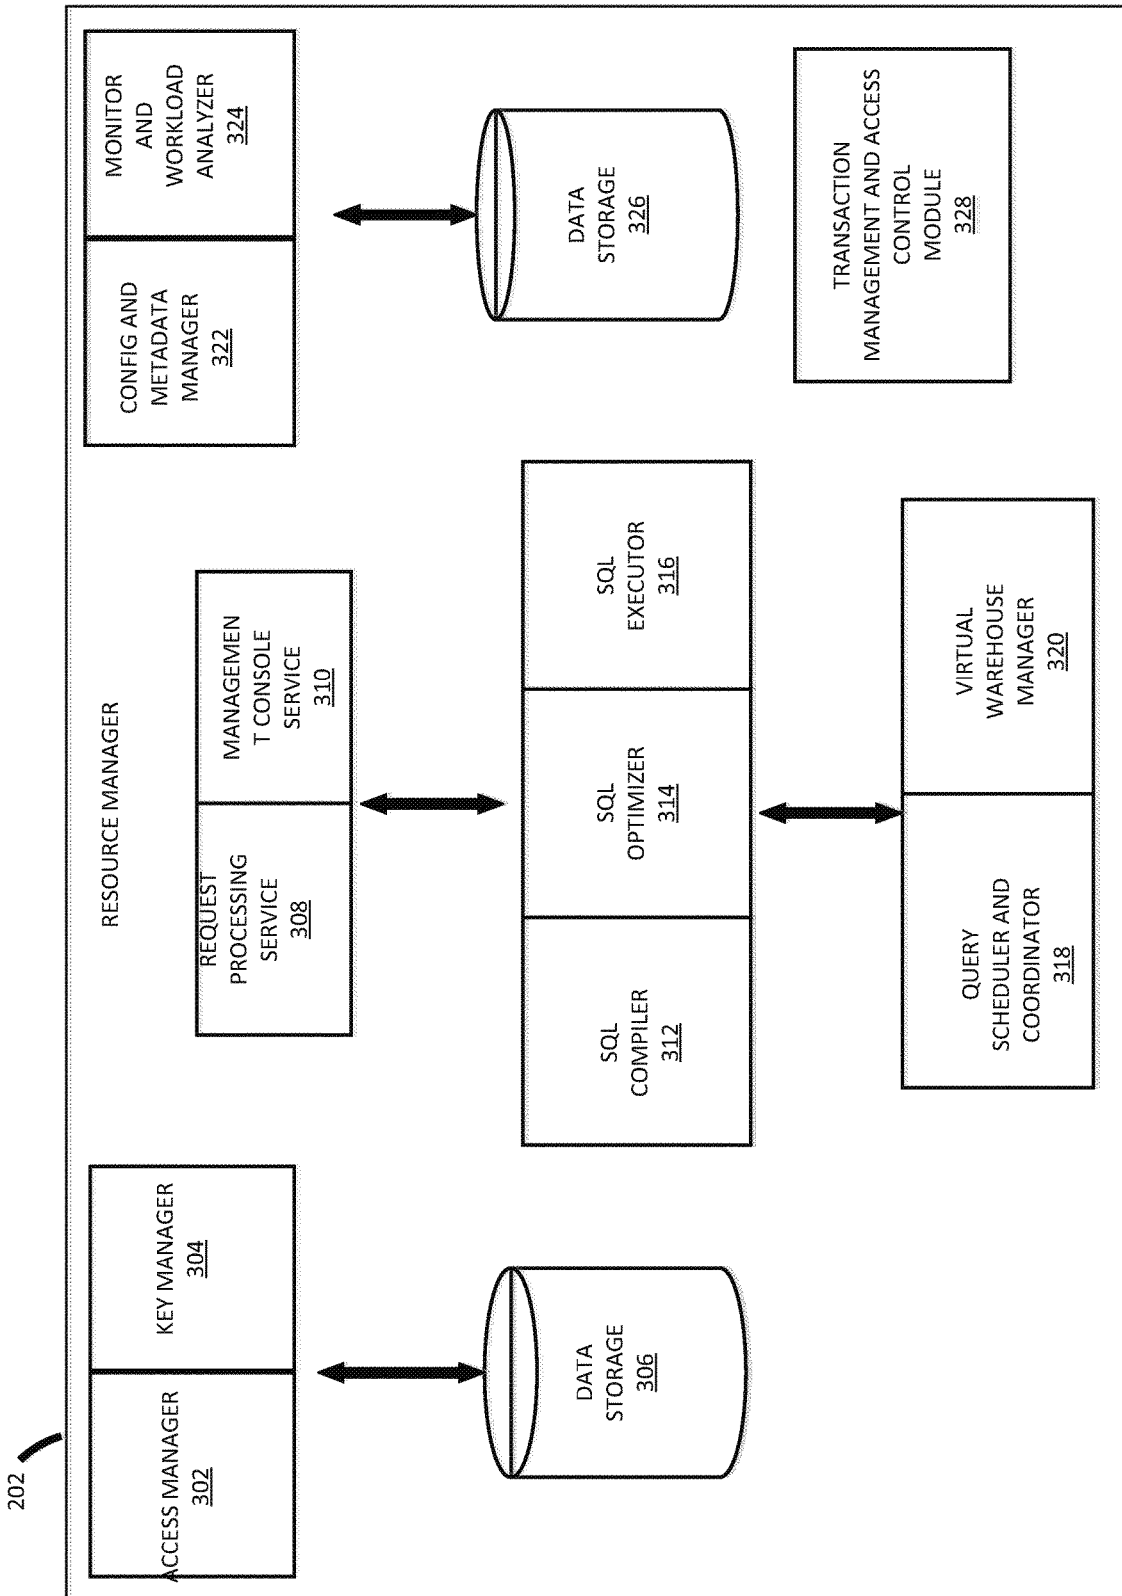 202
RESOURCE MANAGER
ACCESS MANAGER
302
KEY MANAGER
304
DATA
STORAGE
306
REQUEST
PROCESSING
SERVICE
308
MANAGEMEN
T CONSOLE
SERVICE
310
SQL
COMPILER
312
SQL
OPTIMIZER
314
SQL
EXECUTOR
316
QUERY
SCHEDULER AND
COORDINATOR
318
VIRTUAL
WAREHOUSE
MANAGER
320
CONFIG AND
METADATA
MANAGER
322
MONITOR
AND
WORKLOAD
ANALYZER
324
DATA
STORAGE
326
TRANSACTION
MANAGEMENT AND ACCESS
CONTROL
MODULE
328